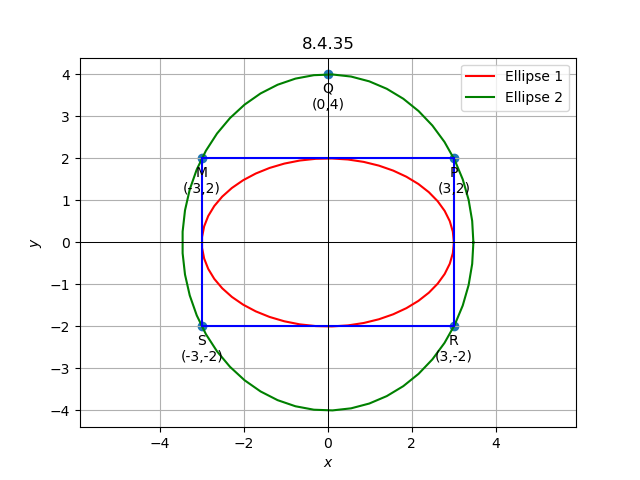 8.4.35
Ellipse 1
Ellipse 2
Q
(0,4)
M
(-3,2)
P
(3,2)
S
(-3,-2)
R
(3,-2)
4
3
2
1
0
−1
−2
−3
−4
y
−4 −2 0 2 4
x